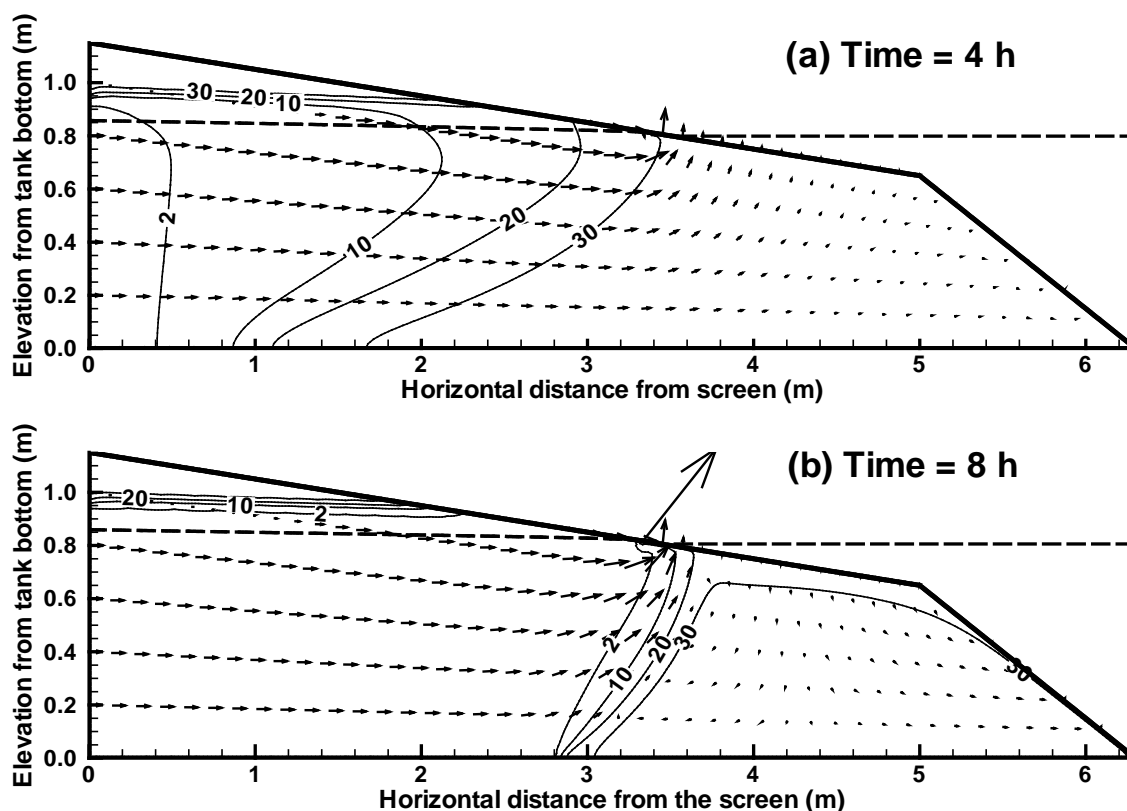 (a) Time = 4 h
Elevation from tank bottom (m)
1.0
0.8
0.6
0.4
0.2
0.0
30 20 10
2
10
20
30
0 1 2 3 4 5 6
Horizontal distance from screen (m)
(b) Time = 8 h
Elevation from tank bottom (m)
1.0
0.8
0.6
0.4
0.2
0.0
20 10 2
2
10
20
30
30
0 1 2 3 4 5 6
Horizontal distance from the screen (m)